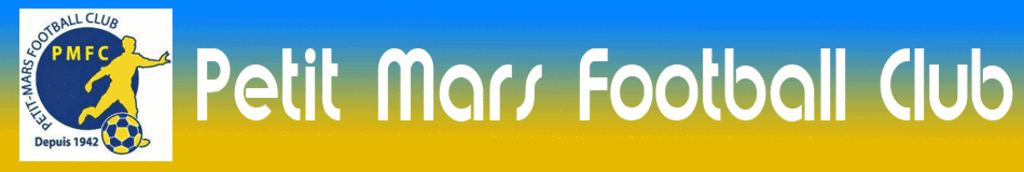 PETIT-MARS FOOTBALL CLUB
PMFC
Depuis 1942
Petit Mars Football Club